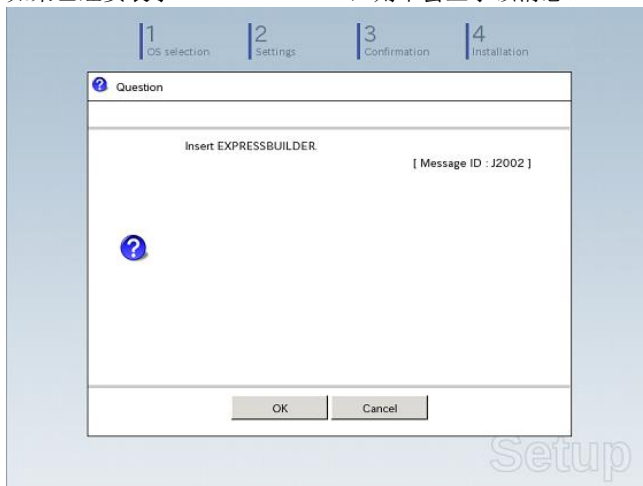 1
OS selection
2
Settings
3
Confirmation
4
Installation
Question
Insert EXPRESSBUILDER.
[ Message ID : J2002 ]
OK
Cancel
Setup